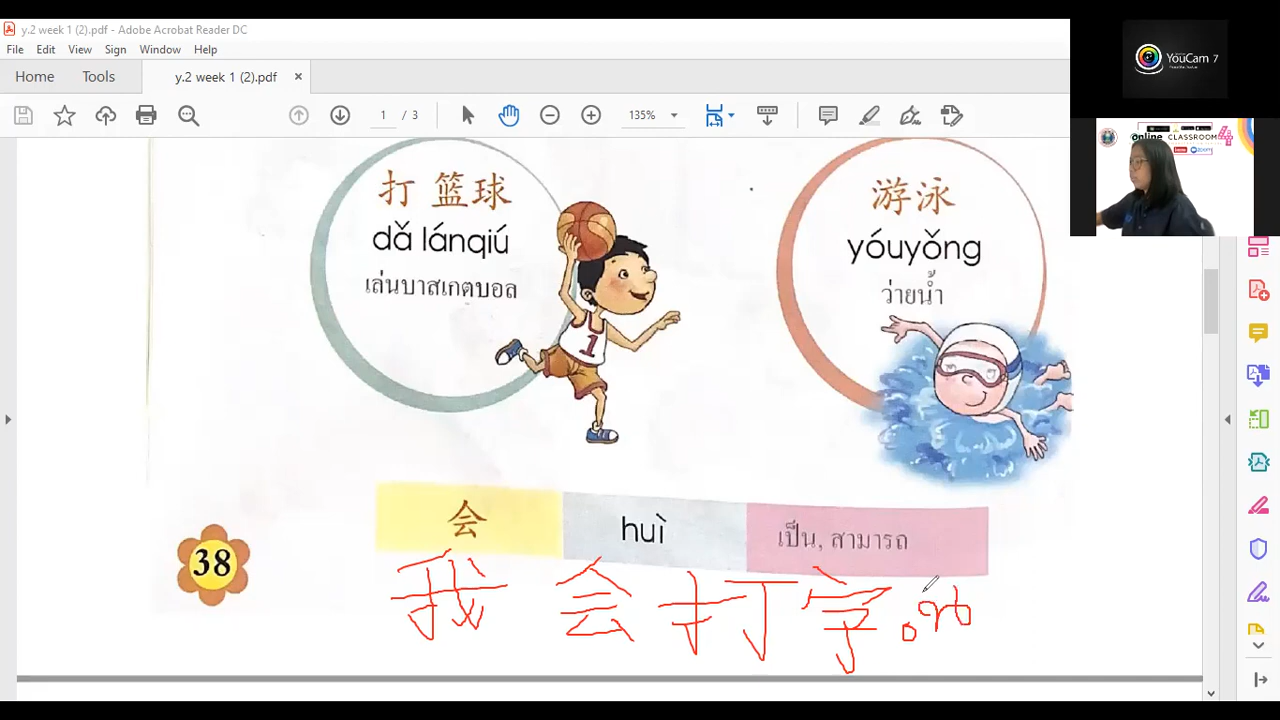 y.2 week 1 (2).pdf - Adobe Acrobat Reader DC
File Edit View Sign Window Help
Home Tools y.2 week 1 (2).pdf ×
1 / 3 135%
YouCam 7
online CLASSROOM 4
zoom
打 篮球
dǎ lánqiú
เล่นบาสเกตบอล
游泳
yóuyǒng
ว่ายน้ำ
会 huì เป็น, สามารถ
38
我 会 打字。